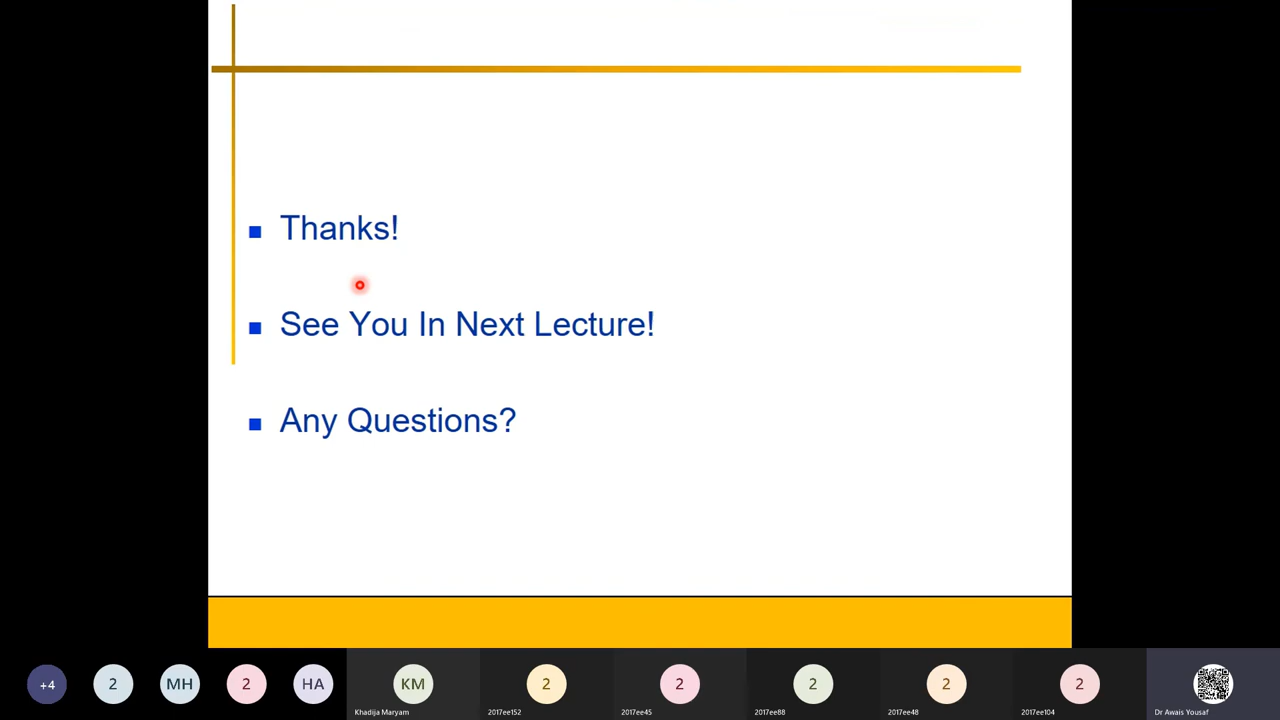 Thanks!
See You In Next Lecture!
Any Questions?
+4
2
MH
2
HA
KM
2
2
2
2
2
Khadija Maryam
2017ee152
2017ee45
2017ee88
2017ee48
2017ee104
Dr Awais Yousaf